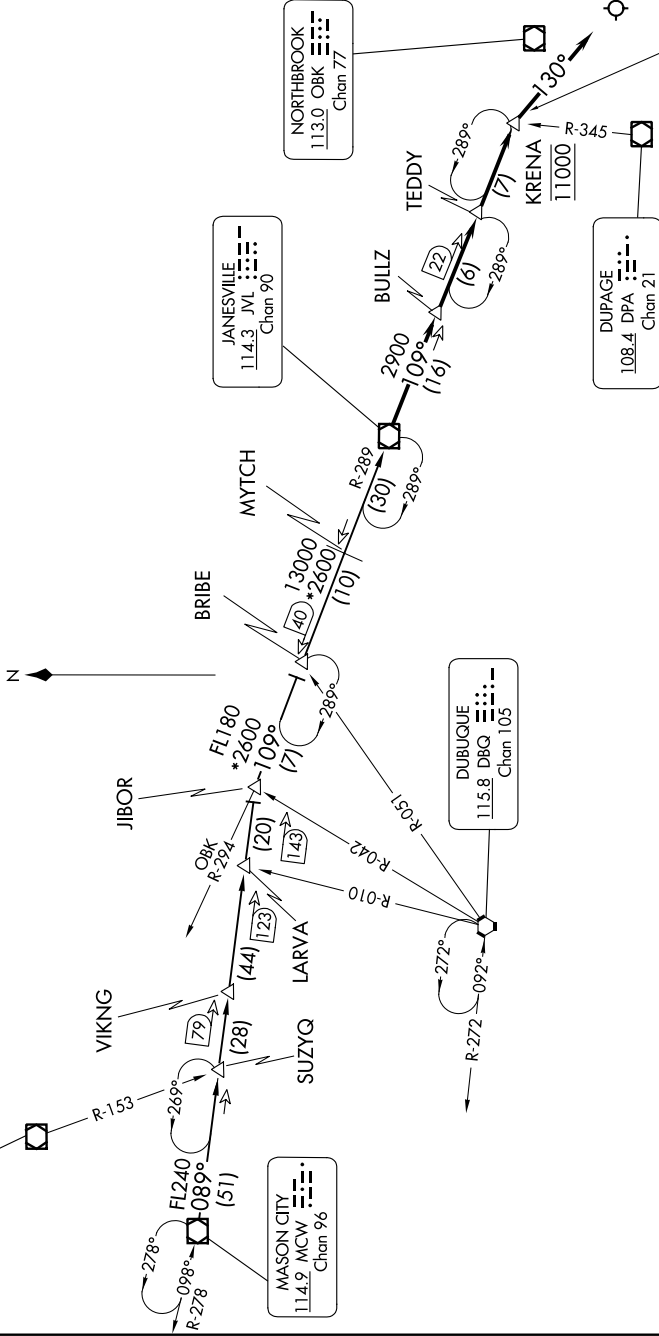 N
NORTHBROOK
113.0 OBK
Chan 77
JANESVILLE
114.3 JVL
Chan 90
DUPAGE
108.4 DPA
Chan 21
DUBUQUE
115.8 DBQ
Chan 105
MASON CITY
114.9 MCW
Chan 96
278°
098°
R-278
FL240
089°
(51)
R-153
269°
SUZYQ
79
(28)
VIKNG
(44)
123
LARVA
(20)
143
OBK
R-294
JIBOR
FL180
*2600
109°
(7)
289°
BRIBE
40
13000
*2600
(10)
MYTCH
R-289
(30)
289°
2900
109°
(16)
BULLZ
22
(6)
289°
TEDDY
289°
(7)
KRENA
11000
130°
R-345
R-010
R-042
R-051
272°
092°
R-272